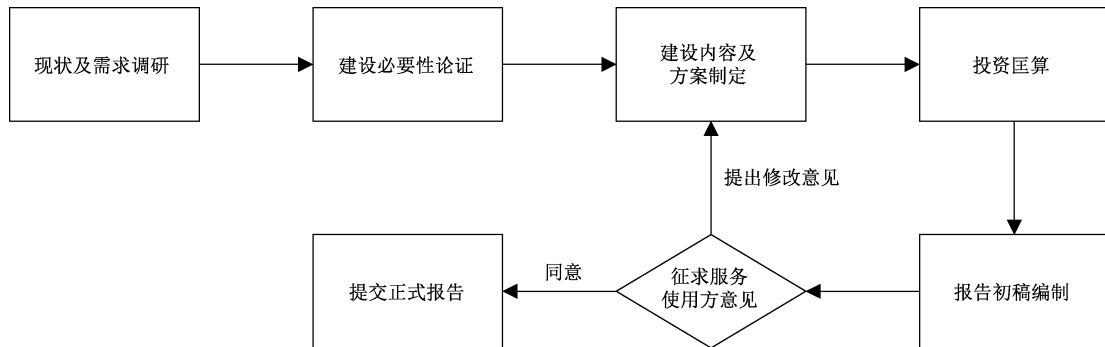 现状及需求调研
建设必要性论证
建设内容及
方案制定
投资匡算
提出修改意见
提交正式报告
同意
征求服务
使用方意见
报告初稿编制